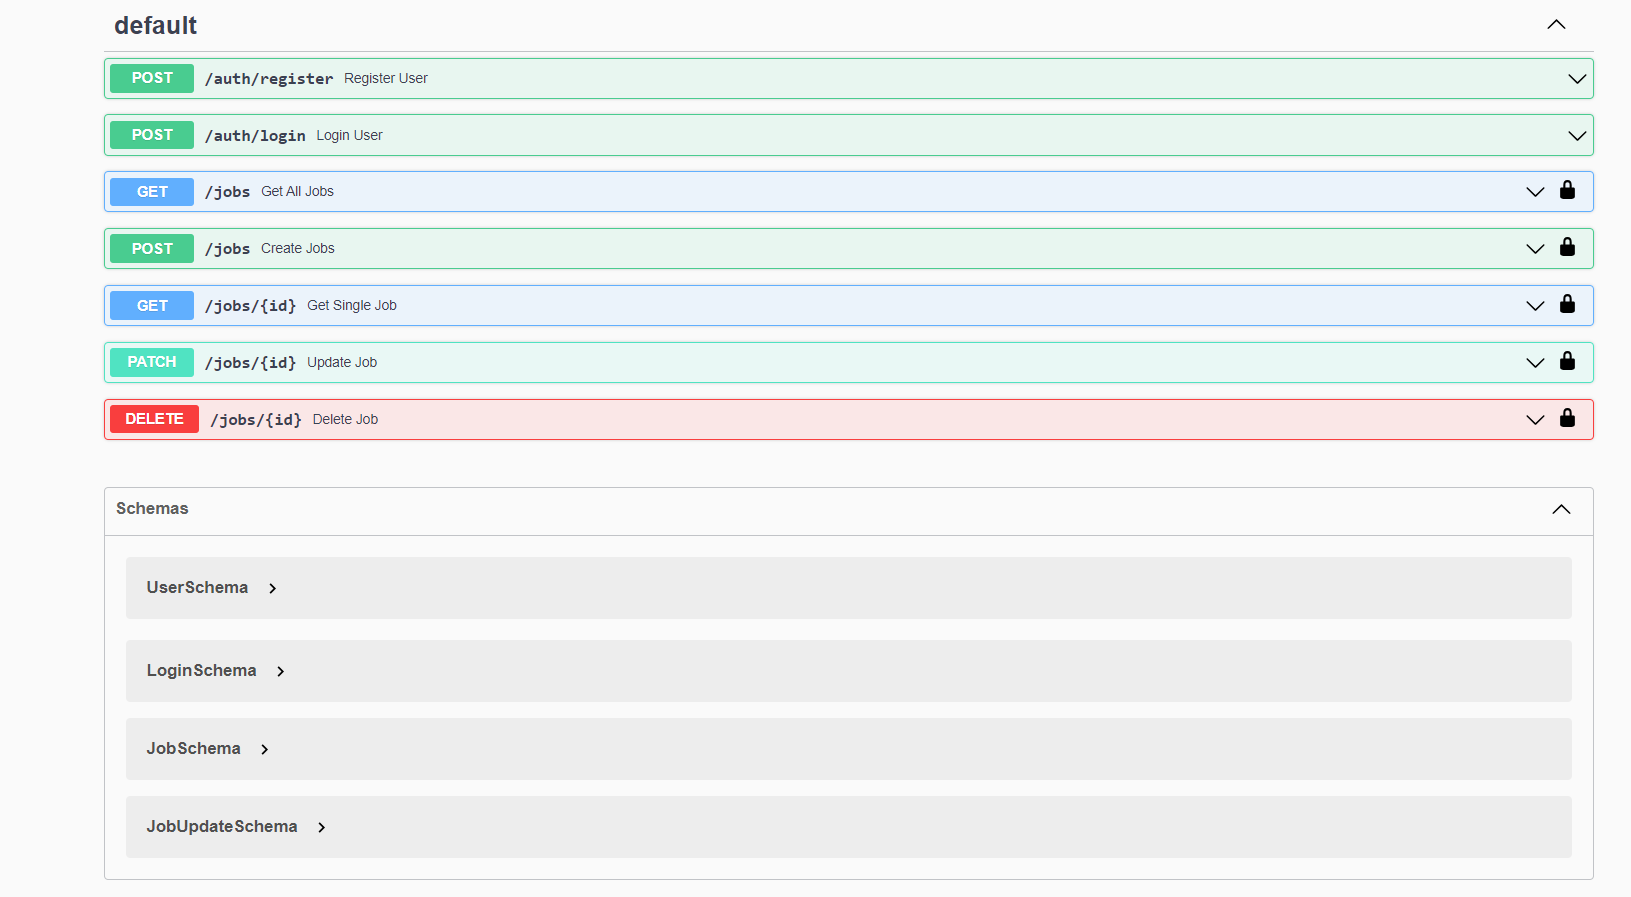 default
POST /auth/register Register User
POST /auth/login Login User
GET /jobs Get All Jobs
POST /jobs Create Jobs
GET /jobs/{id} Get Single Job
PATCH /jobs/{id} Update Job
DELETE /jobs/{id} Delete Job
Schemas
UserSchema
LoginSchema
JobSchema
JobUpdateSchema